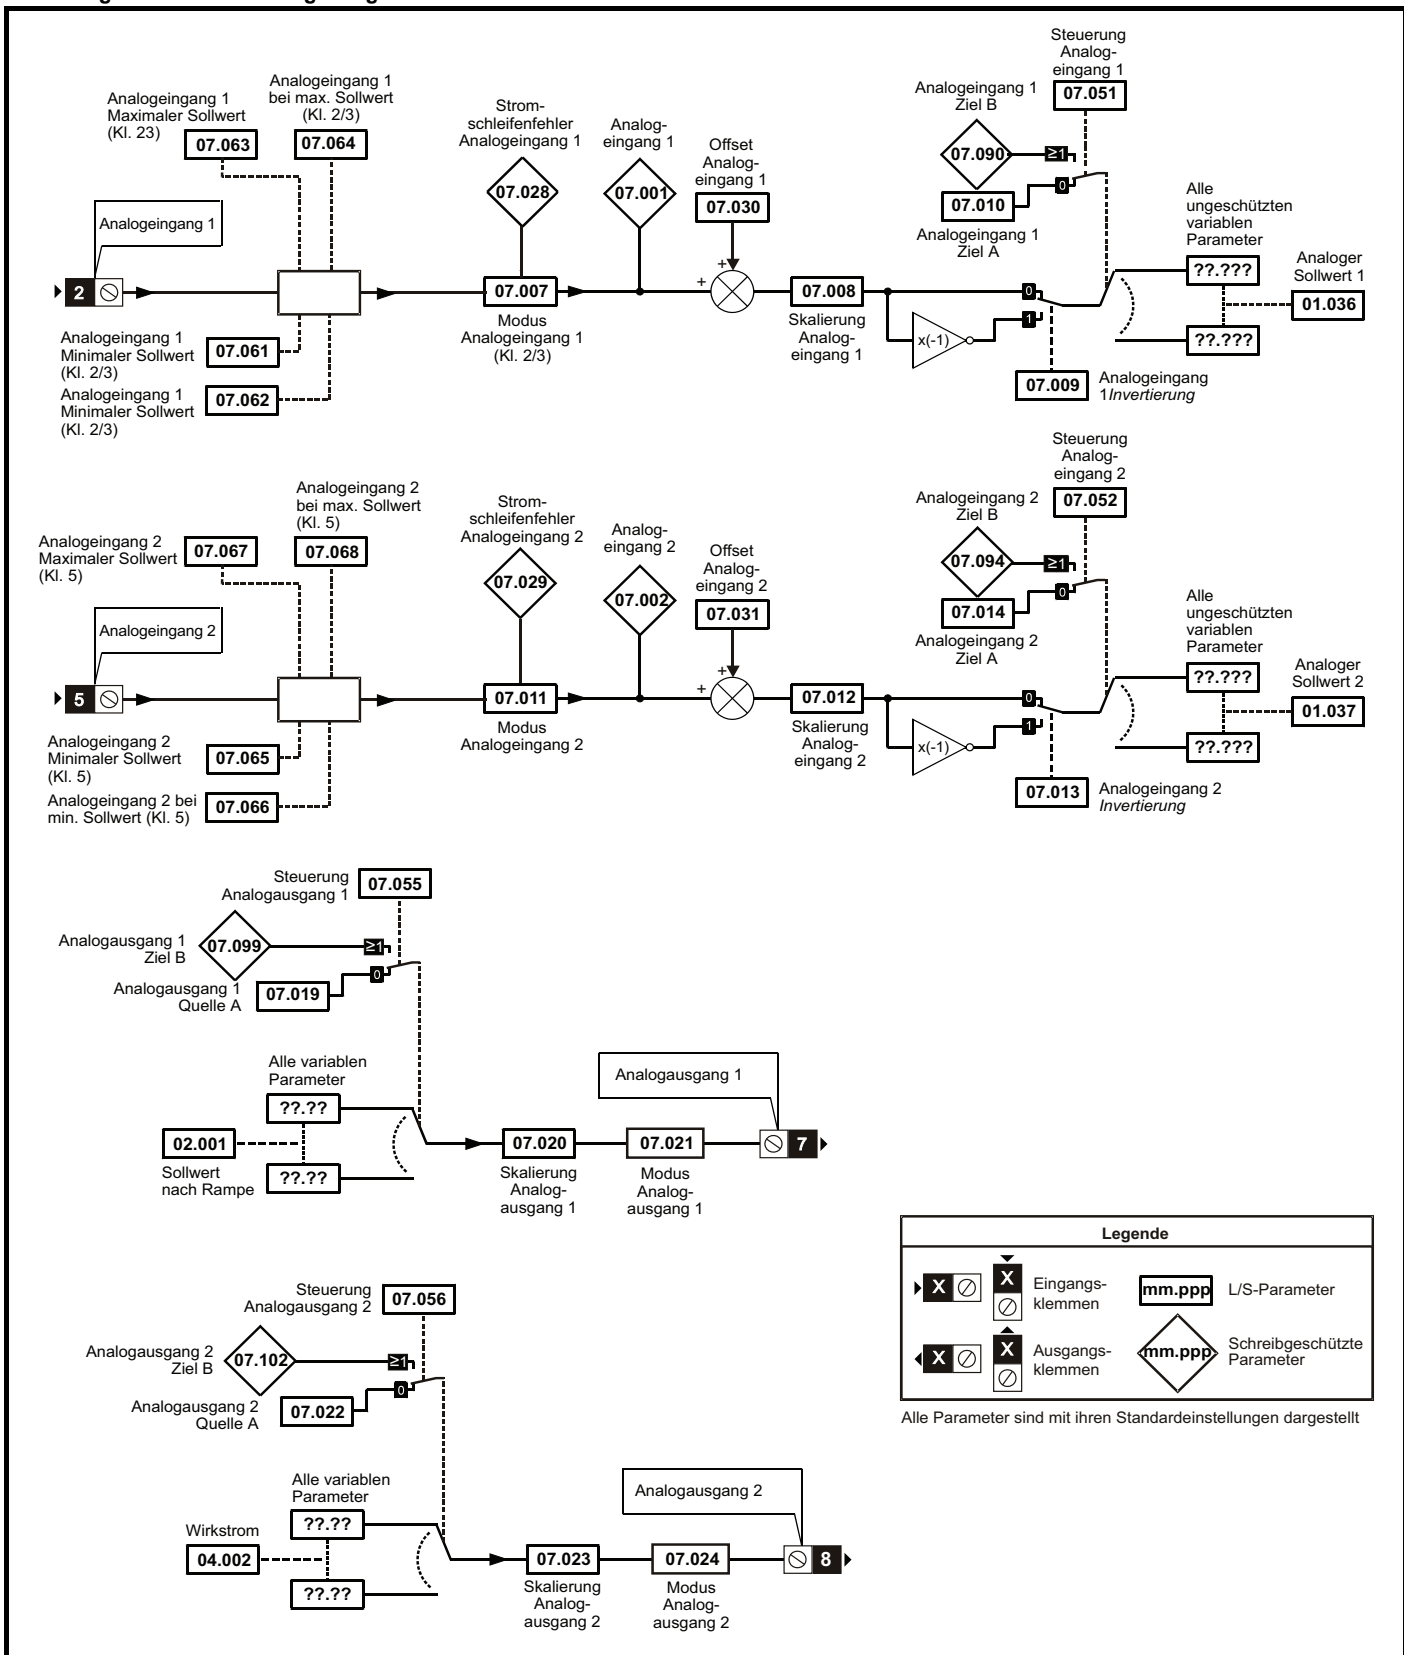 Analogeingang 1
Maximaler Sollwert
(Kl. 23)
07.063
Analogeingang 1
bei max. Sollwert
(Kl. 2/3)
07.064
Strom-
schleifenfehler
Analogeingang 1
07.028
Analog-
eingang 1
07.001
Offset
Analog-
eingang 1
07.030
Analogeingang 1
Ziel B
07.090
≥1
Steuerung
Analog-
eingang 1
07.051
0
07.010
Analogeingang 1
Ziel A
Alle
ungeschützten
variablen
Parameter
??.???
??.???
Analoger
Sollwert 1
01.036
Analogeingang 1
2
07.007
Modus
Analogeingang 1
(Kl. 2/3)
+
+
07.008
Skalierung
Analog-
eingang 1
x(-1)
0
1
07.009
Analogeingang
1Invertierung
Analogeingang 1
Minimaler Sollwert
(Kl. 2/3)
07.061
Analogeingang 1
Minimaler Sollwert
(Kl. 2/3)
07.062
Analogeingang 2
Maximaler Sollwert
(Kl. 5)
07.067
Analogeingang 2
bei max. Sollwert
(Kl. 5)
07.068
Strom-
schleifenfehler
Analogeingang 2
07.029
Analog-
eingang 2
07.002
Offset
Analog-
eingang 2
07.031
Analogeingang 2
Ziel B
07.094
≥1
Steuerung
Analog-
eingang 2
07.052
0
07.014
Analogeingang 2
Ziel A
Alle
ungeschützten
variablen
Parameter
??.???
??.???
Analoger
Sollwert 2
01.037
Analogeingang 2
5
07.011
Modus
Analogeingang 2
+
+
07.012
Skalierung
Analog-
eingang 2
x(-1)
0
1
07.013
Analogeingang 2
Invertierung
Analogeingang 2
Minimaler Sollwert
(Kl. 5)
07.065
Analogeingang 2 bei
min. Sollwert (Kl. 5)
07.066
Steuerung
Analogausgang 1
07.055
Analogausgang 1
Ziel B
07.099
≥1
0
Analogausgang 1
Quelle A
07.019
Alle variablen
Parameter
??.??
??.??
02.001
Sollwert
nach Rampe
07.020
Skalierung
Analog-
ausgang 1
07.021
Modus
Analog-
ausgang 1
Analogausgang 1
7
Steuerung
Analogausgang 2
07.056
Analogausgang 2
Ziel B
07.102
≥1
0
Analogausgang 2
Quelle A
07.022
Alle variablen
Parameter
??.??
??.??
Wirkstrom
04.002
07.023
Skalierung
Analog-
ausgang 2
07.024
Modus
Analog-
ausgang 2
Analogausgang 2
8
Legende
X
X
Eingangs-
klemmen
mm.ppp
L/S-Parameter
X
X
Ausgangs-
klemmen
mm.ppp
Schreibgeschützte
Parameter
Alle Parameter sind mit ihren Standardeinstellungen dargestellt